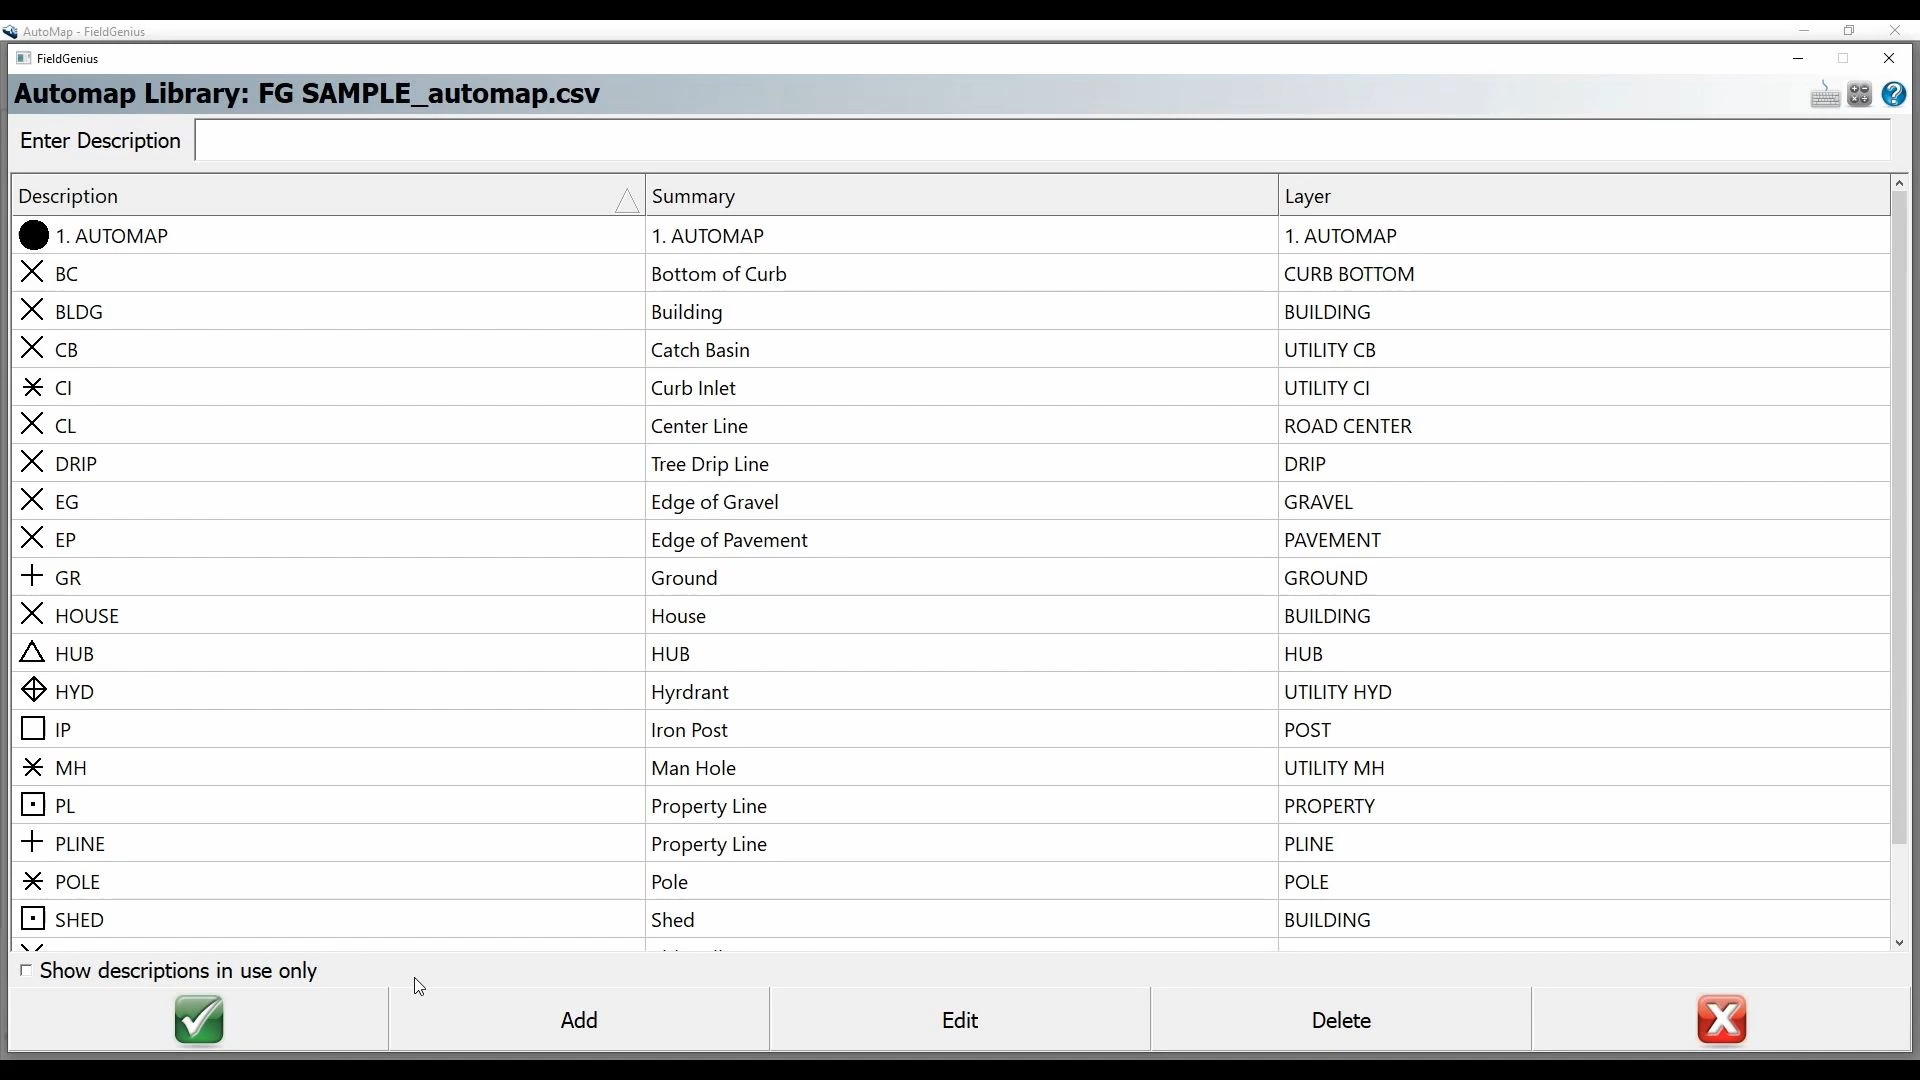 AutoMap - FieldGenius
FieldGenius
Automap Library: FG SAMPLE_automap.csv
Enter Description
Description Summary Layer
1. AUTOMAP 1. AUTOMAP 1. AUTOMAP
BC Bottom of Curb CURB BOTTOM
BLDG Building BUILDING
CB Catch Basin UTILITY CB
CI Curb Inlet UTILITY CI
CL Center Line ROAD CENTER
DRIP Tree Drip Line DRIP
EG Edge of Gravel GRAVEL
EP Edge of Pavement PAVEMENT
GR Ground GROUND
HOUSE House BUILDING
HUB HUB HUB
HYD Hyrdrant UTILITY HYD
IP Iron Post POST
MH Man Hole UTILITY MH
PL Property Line PROPERTY
PLINE Property Line PLINE
POLE Pole POLE
SHED Shed BUILDING
Show descriptions in use only
Add Edit Delete